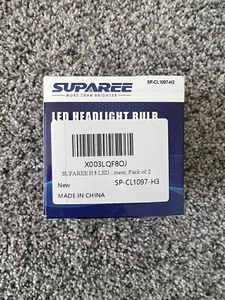 SUPAREE
SP-CL1097-H3
MORE THAN BRIGHTER
LED HEADLIGHT BULB
X003LQF8OJ
SUPAREE H3 LED ...ment, Pack of 2
New
SP-CL1097-H3
MADE IN CHINA